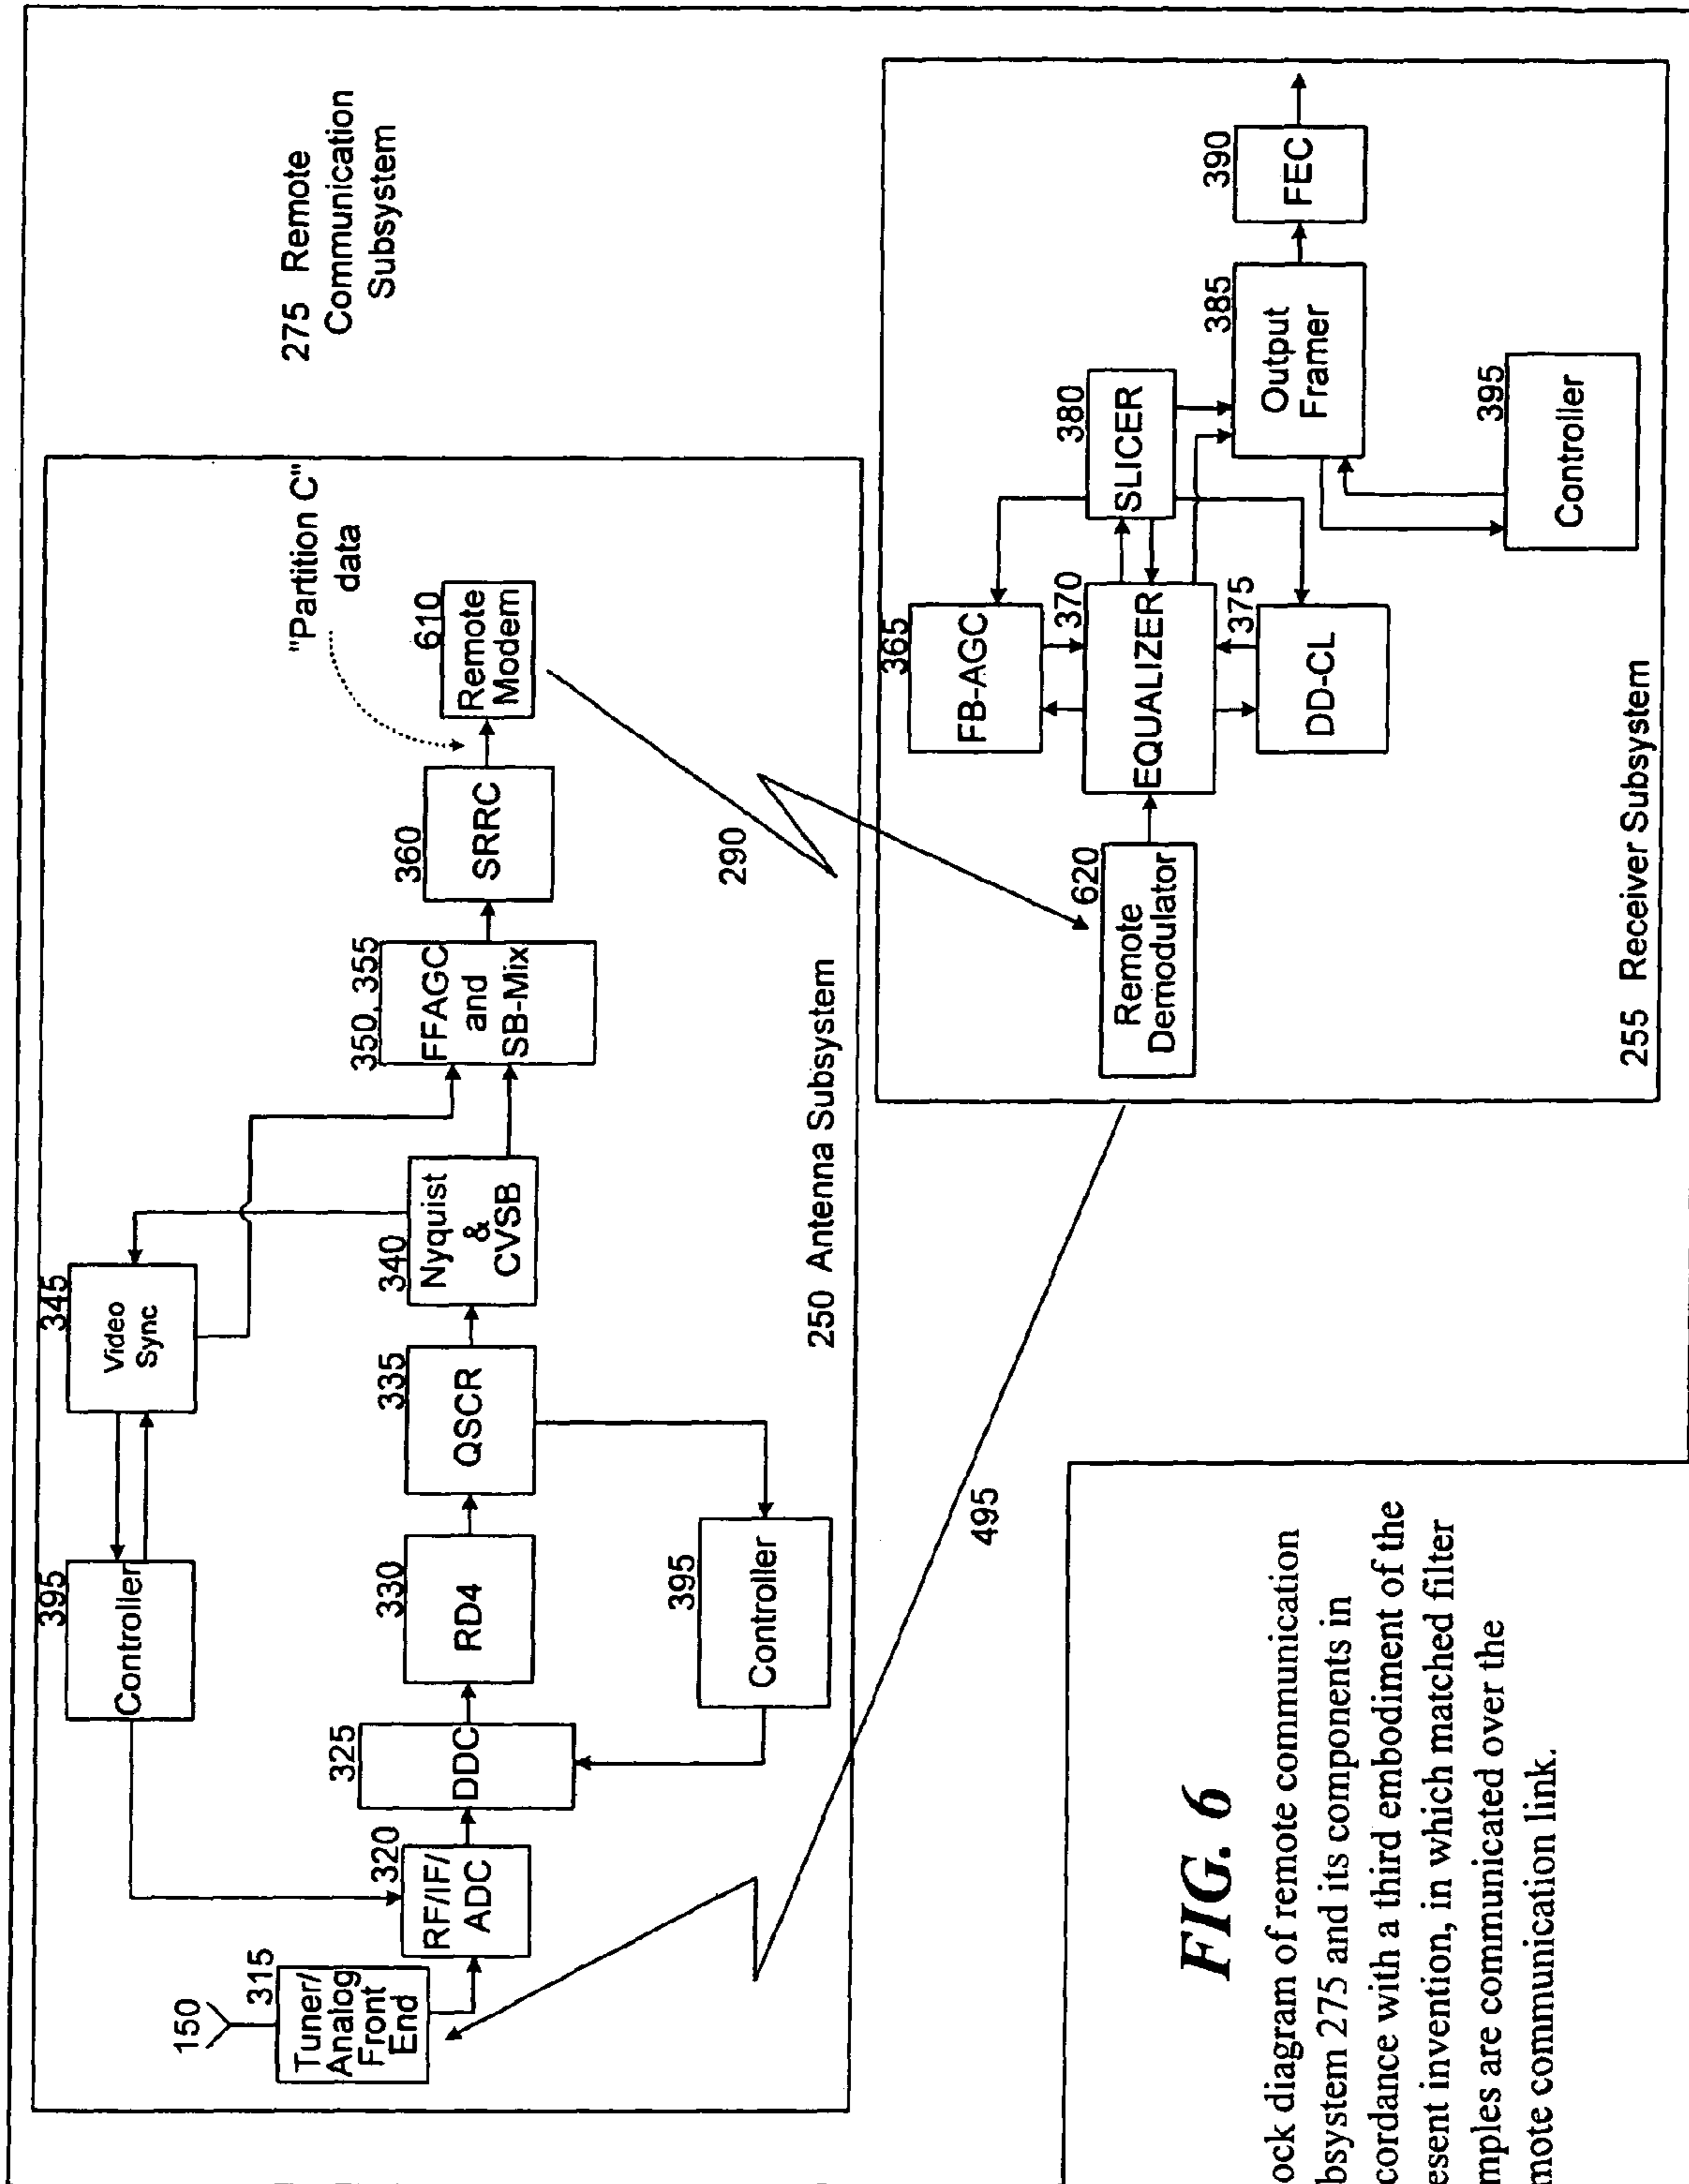 275 Remote
Communication
Subsystem
395
Controller
345
Video
Sync
"Partition C"
data
150
315
Tuner/
Analog
Front
End
320
RF/IF/
ADC
325
DDC
330
RD4
335
QSCR
340
Nyquist
&
CVSB
350, 355
FFAGC
and
SB-Mix
360
SRRC
610
Remote
Modem
395
Controller
290
250 Antenna Subsystem
495
365
FB-AGC
380
SLICER
390
FEC
385
Output
Framer
620
Remote
Demodulator
370
EQUALIZER
375
DD-CL
395
Controller
255 Receiver Subsystem
FIG. 6
ock diagram of remote communication
bsystem 275 and its components in
cordance with a third embodiment of the
esent invention, in which matched filter
mples are communicated over the
mote communication link.